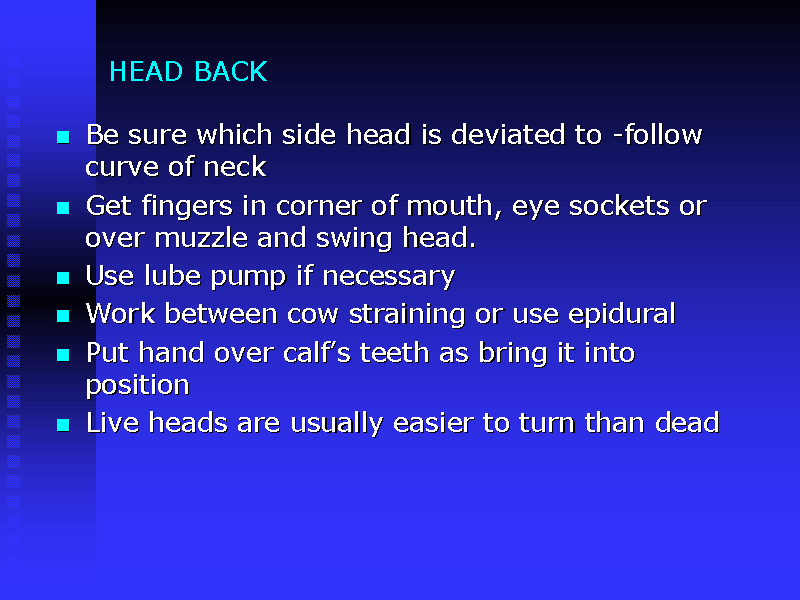 HEAD BACK
Be sure which side head is deviated to -follow
curve of neck
Get fingers in corner of mouth, eye sockets or
over muzzle and swing head.
Use lube pump if necessary
Work between cow straining or use epidural
Put hand over calf’s teeth as bring it into
position
Live heads are usually easier to turn than dead